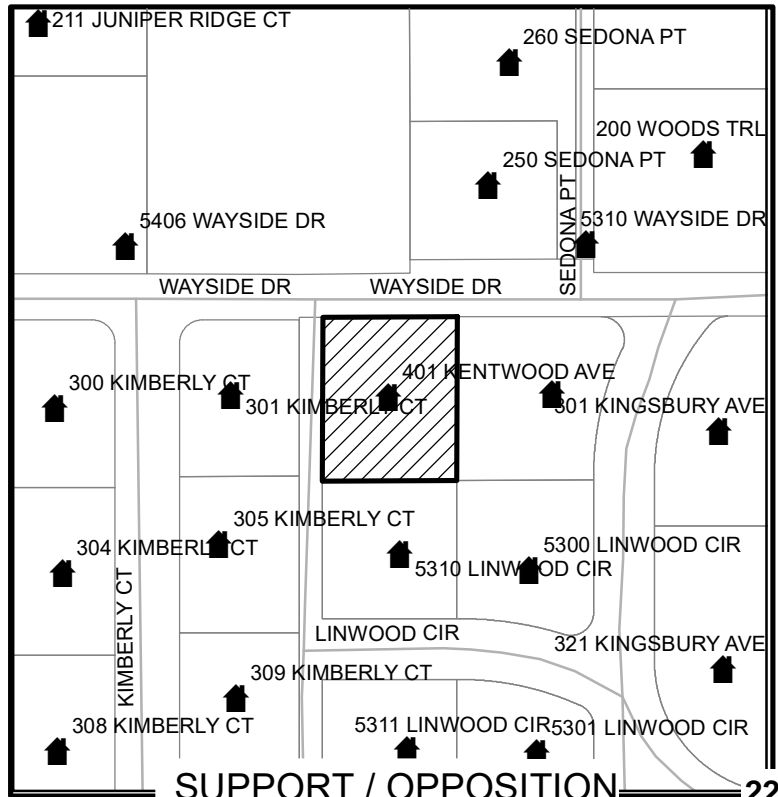 211 JUNIPER RIDGE CT
260 SEDONA PT
200 WOODS TRL
250 SEDONA PT
SEDONA PT
5406 WAYSIDE DR
5310 WAYSIDE DR
WAYSIDE DR
WAYSIDE DR
401 KENTWOOD AVE
300 KIMBERLY CT
301 KIMBERLY CT
301 KINGSBURY AVE
305 KIMBERLY CT
304 KIMBERLY CT
5300 LINWOOD CIR
5310 LINWOOD CIR
KIMBERLY CT
LINWOOD CIR
321 KINGSBURY AVE
309 KIMBERLY CT
308 KIMBERLY CT
5311 LINWOOD CIR
5301 LINWOOD CIR
SUPPORT / OPPOSITION
22